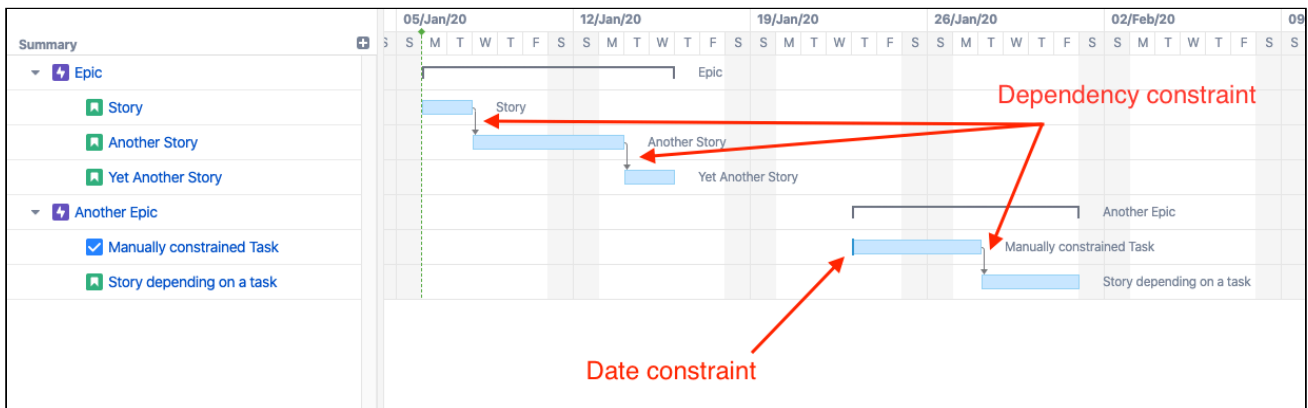 05/Jan/20 12/Jan/20 19/Jan/20 26/Jan/20 02/Feb/20 09
Summary S S M T W T F S S M T W T F S S M T W T F S S M T W T F S S M T W T F S S
Epic Epic
Story Story
Dependency constraint
Another Story Another Story
Yet Another Story Yet Another Story
Another Epic Another Epic
Manually constrained Task Manually constrained Task
Story depending on a task Story depending on a task
Date constraint